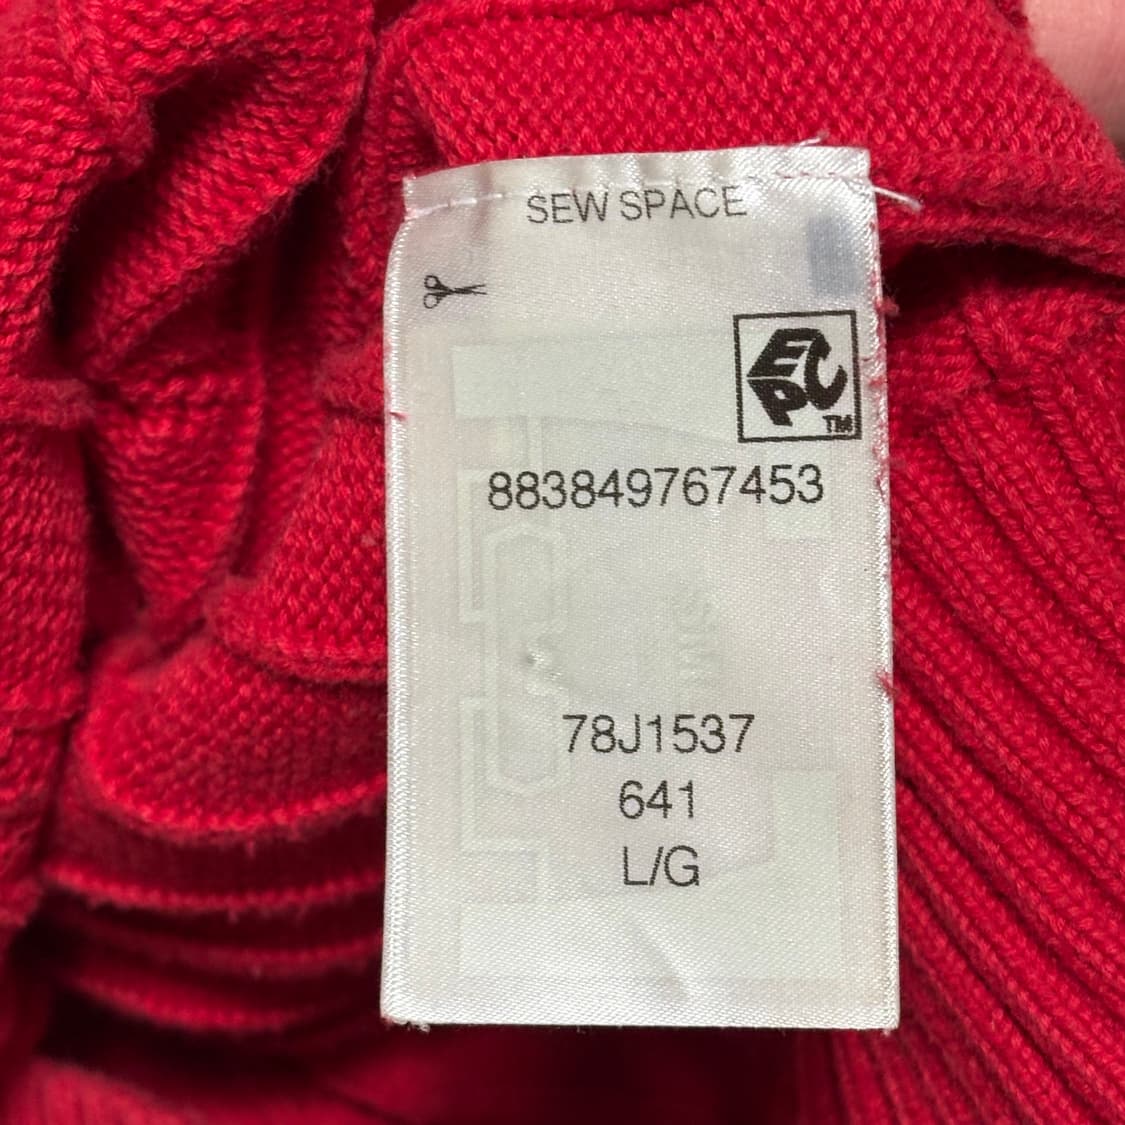 SEW SPACE
EPC
TM
883849767453
78J1537
641
L/G